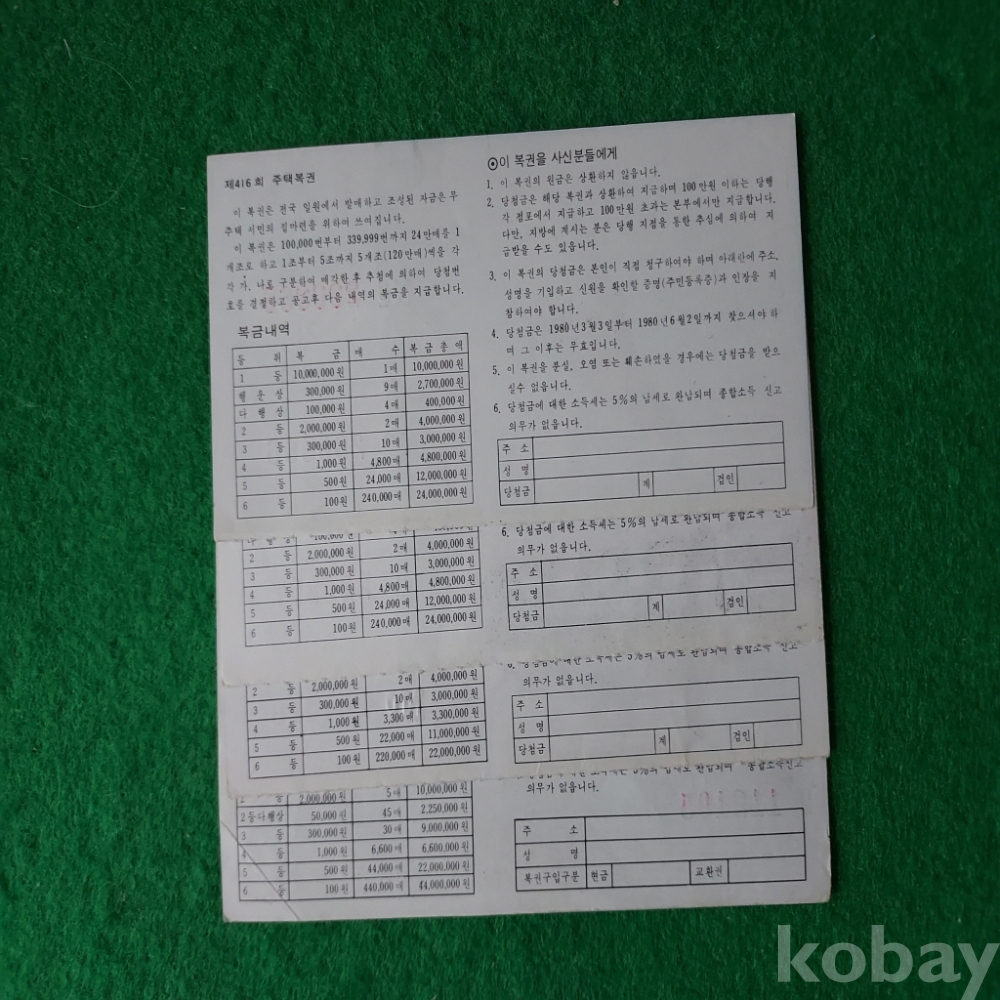 제416회 주택복권
이 복권은 전국 일원에서 발매하고 조성된 자금은 무
주택 시민의 집마련을 위하여 쓰여집니다.
이 복권은 100,000번부터 339,999번까지 24만매를 1
개조로 하고 1조부터 5조까지 5개조(120만매)씩을 각
각 가, 나로 구분하여 매각한 후 추첨에 의하여 당첨번
호를 결정하고 공고후 다음 내역의 복금을 지급합니다.
복금내역
등 위 복 금 매 수 복금총액
1 등 10,000,000원 1매 10,000,000원
행운상 300,000원 9매 2,700,000원
다행상 100,000원 4매 400,000원
2 등 2,000,000원 2매 4,000,000원
3 등 300,000원 10매 3,000,000원
4 등 1,000원 4,800매 4,800,000원
5 등 500원 24,000매 12,000,000원
6 등 100원 240,000매 24,000,000원
⊙이 복권을 사신분들에게
1. 이 복권의 원금은 상환하지 않읍니다.
2. 당첨금은 해당 복권과 상환하여 지급하며 100만원 이하는 당행
각 점포에서 지급하고 100만원 초과는 본부에서만 지급합니다.
다만, 지방에 계시는 분은 당행 지점을 통한 추심에 의하여 지
급받을 수도 있읍니다.
3. 이 복권의 당첨금은 본인이 직접 청구하여야 하며 아래란에 주소,
성명을 기입하고 신원을 확인할 증명(주민등록증)과 인장을 지
참하여야 합니다.
4. 당첨금은 1980년3월3일부터 1980년6월2일까지 찾으셔야 하
며 그 이후는 무효입니다.
5. 이 복권을 분실, 오염 또는 훼손하였을 경우에는 당첨금을 받으
실수 없읍니다.
6. 당첨금에 대한 소득세는 5%의 납세로 완납되며 종합소득 신고
의무가 없읍니다.
주 소
성 명
당첨금 계 검인
2 등 2,000,000원 2매 4,000,000원
3 등 300,000원 10매 3,000,000원
4 등 1,000원 4,800매 4,800,000원
5 등 500원 24,000매 12,000,000원
6 등 100원 240,000매 24,000,000원
6. 당첨금에 대한 소득세는 5%의 납세로 완납되며 종합소득 신고
의무가 없읍니다.
주 소
성 명
당첨금 계 검인
2 등 2,000,000원 2매 4,000,000원
3 등 300,000원 10매 3,000,000원
4 등 1,000원 3,300매 3,300,000원
5 등 500원 22,000매 11,000,000원
6 등 100원 220,000매 22,000,000원
의무가 없읍니다.
주 소
성 명
당첨금 계 검인
2 등 2,000,000원 5매 10,000,000원
2등다행상 50,000원 45매 2,250,000원
3 등 300,000원 30매 9,000,000원
4 등 1,000원 6,600매 6,600,000원
5 등 500원 44,000매 22,000,000원
6 등 100원 440,000매 44,000,000원
의무가 없읍니다.
주 소
성 명
복권구입구분 현금 교환권
kobay